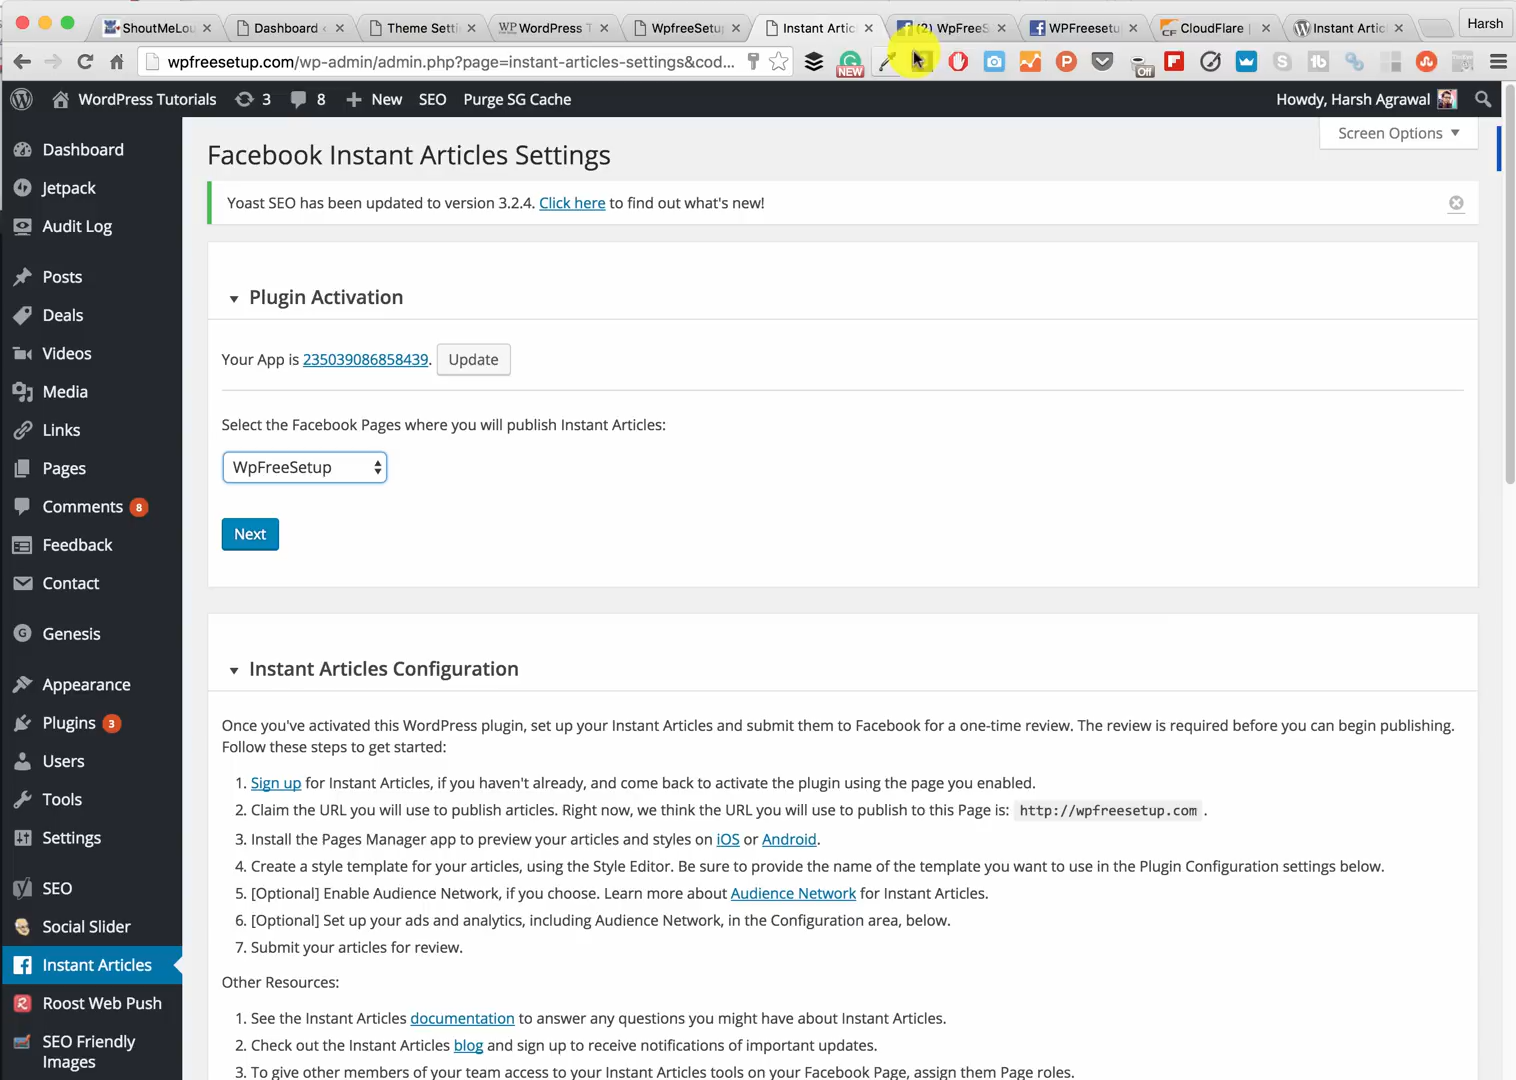 ShoutMeLou
Dashboard
Theme Setti
WordPress T
WpfreeSetup
Instant Artic
(2) WpFreeS
WPFreesetu
CloudFlare
Instant Artic
Harsh
wpfreesetup.com/wp-admin/admin.php?page=instant-articles-settings&cod...
NEW
Off
WordPress Tutorials
3
8
New
SEO
Purge SG Cache
Howdy, Harsh Agrawal
Screen Options
Dashboard
Jetpack
Audit Log
Posts
Deals
Videos
Media
Links
Pages
Comments 8
Feedback
Contact
Genesis
Appearance
Plugins 3
Users
Tools
Settings
SEO
Social Slider
Instant Articles
Roost Web Push
SEO Friendly
Images
Facebook Instant Articles Settings
Yoast SEO has been updated to version 3.2.4. Click here to find out what's new!
Plugin Activation
Your App is 235039086858439. Update
Select the Facebook Pages where you will publish Instant Articles:
WpFreeSetup
Next
Instant Articles Configuration
Once you've activated this WordPress plugin, set up your Instant Articles and submit them to Facebook for a one-time review. The review is required before you can begin publishing.
Follow these steps to get started:
1. Sign up for Instant Articles, if you haven't already, and come back to activate the plugin using the page you enabled.
2. Claim the URL you will use to publish articles. Right now, we think the URL you will use to publish to this Page is: http://wpfreesetup.com .
3. Install the Pages Manager app to preview your articles and styles on iOS or Android.
4. Create a style template for your articles, using the Style Editor. Be sure to provide the name of the template you want to use in the Plugin Configuration settings below.
5. [Optional] Enable Audience Network, if you choose. Learn more about Audience Network for Instant Articles.
6. [Optional] Set up your ads and analytics, including Audience Network, in the Configuration area, below.
7. Submit your articles for review.
Other Resources:
1. See the Instant Articles documentation to answer any questions you might have about Instant Articles.
2. Check out the Instant Articles blog and sign up to receive notifications of important updates.
3. To give other members of your team access to your Instant Articles tools on your Facebook Page, assign them Page roles.